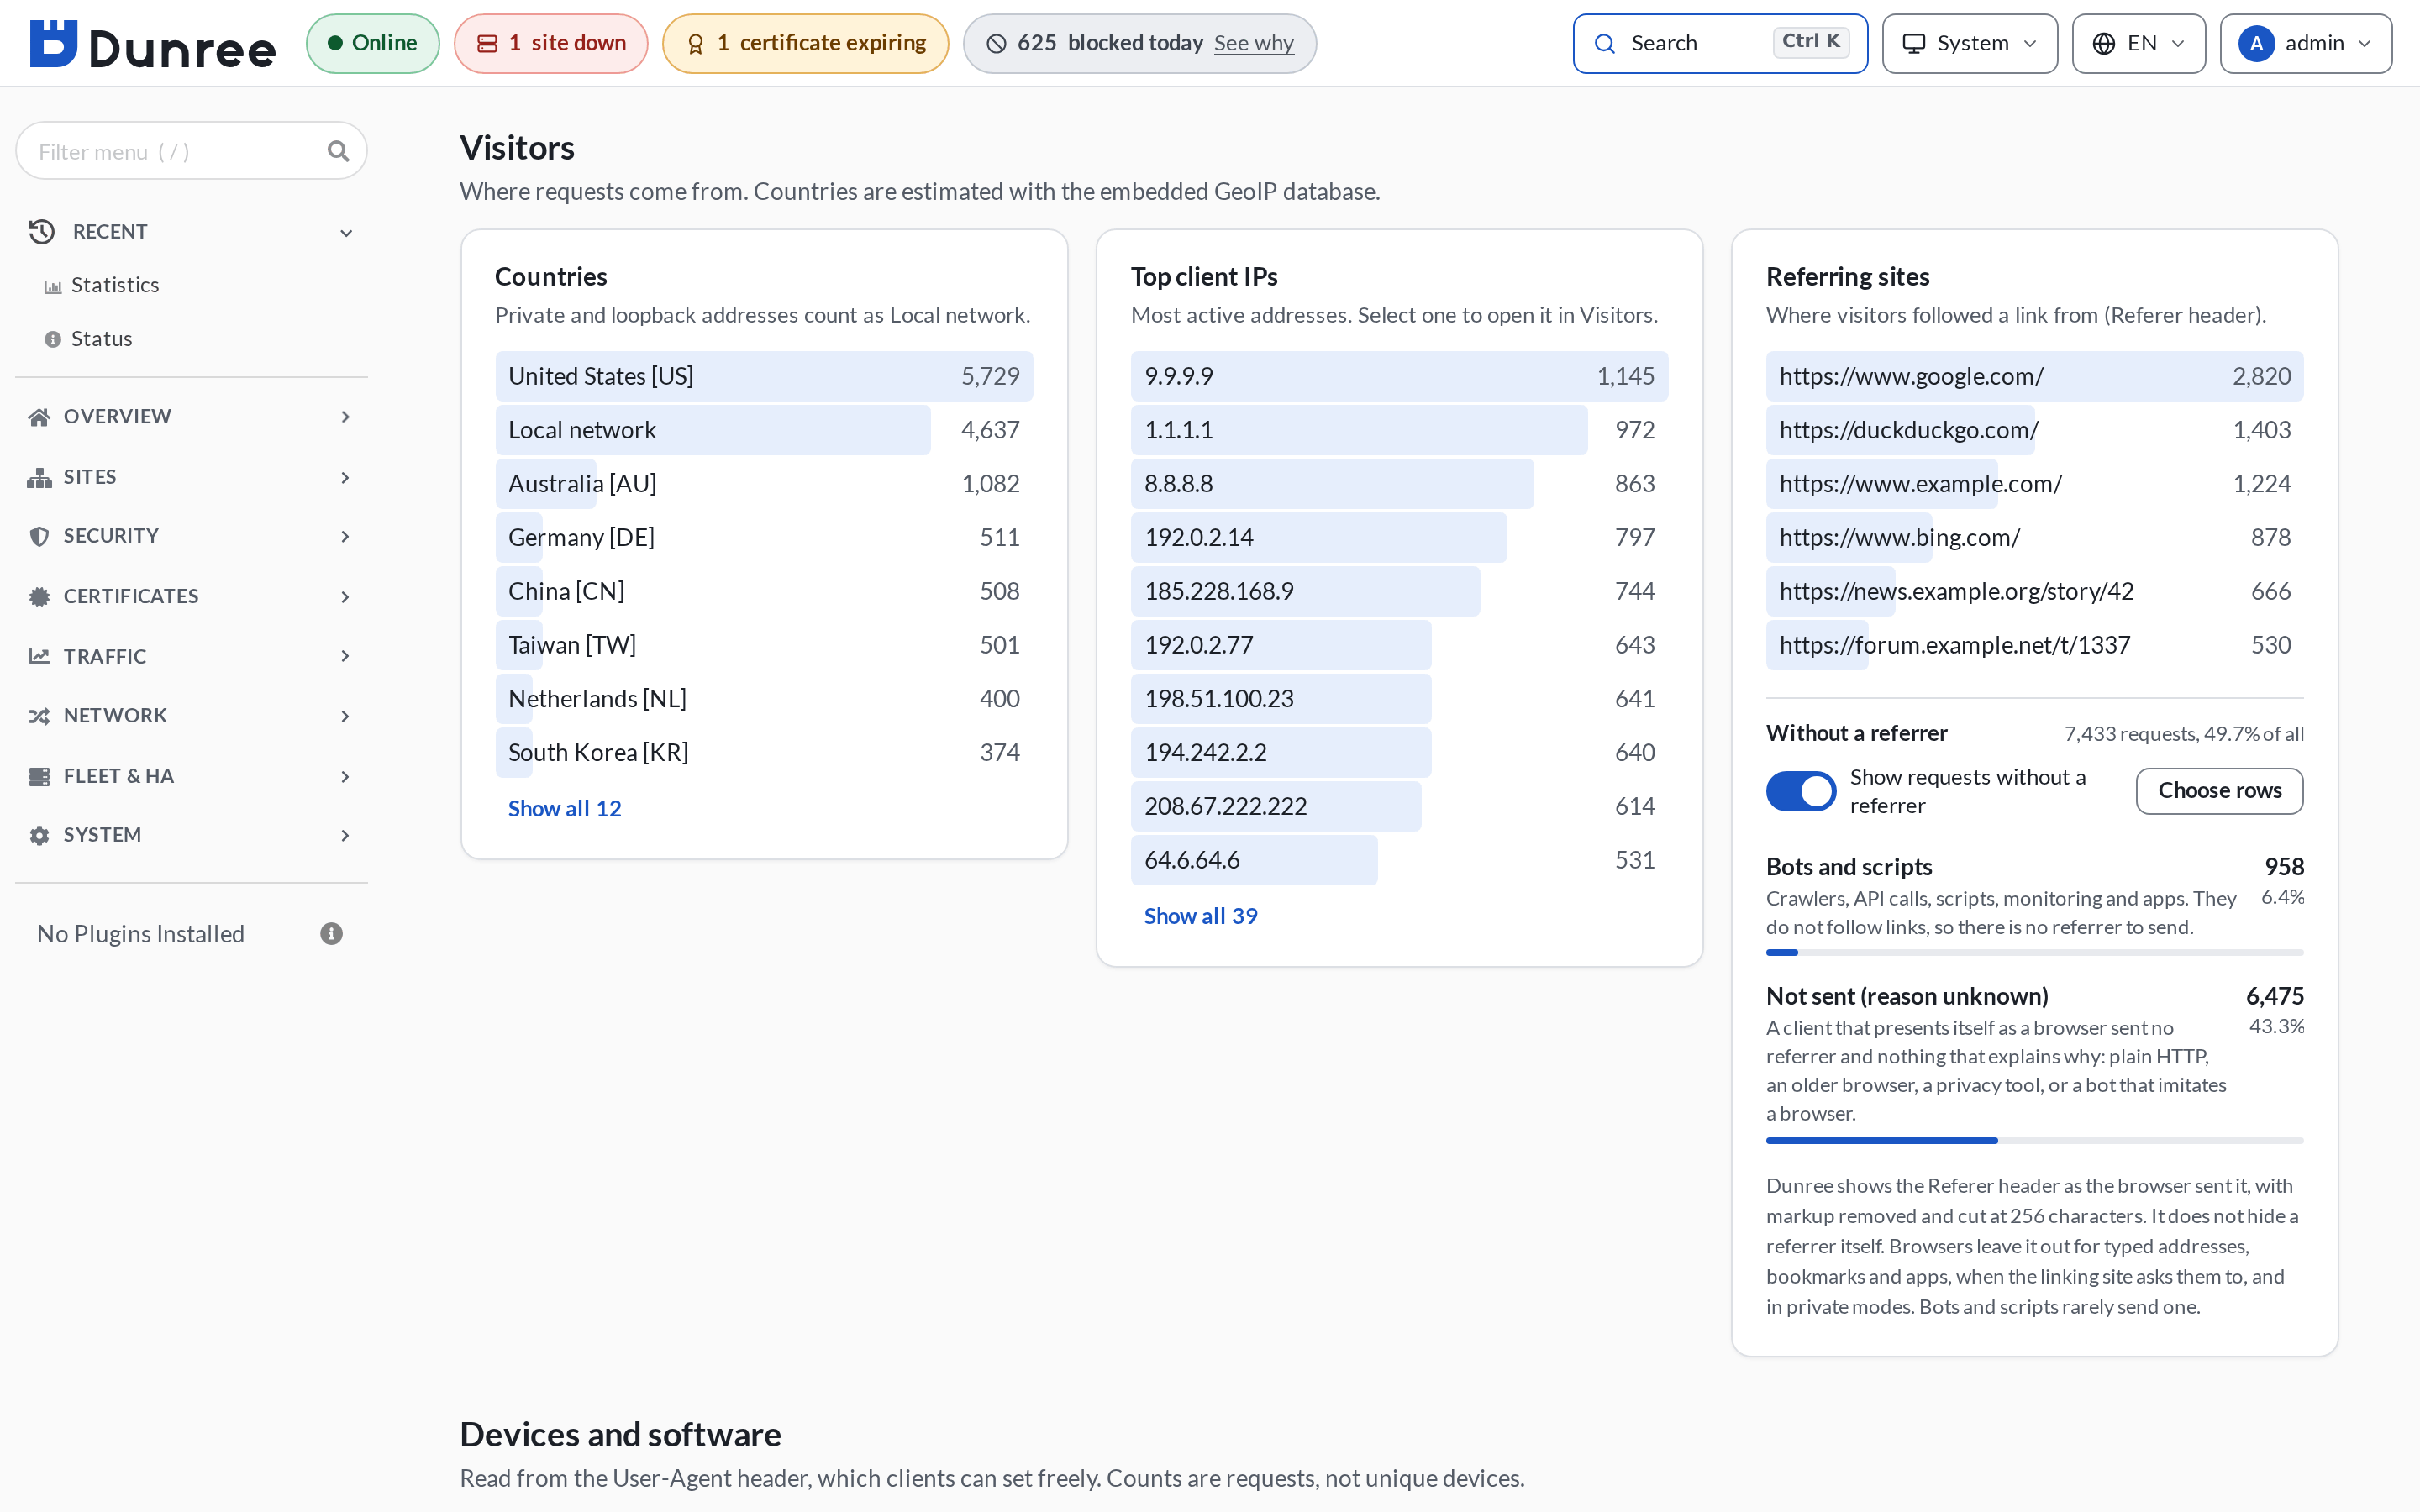 Dunree
Online
1 site down
1 certificate expiring
625 blocked today See why
Search Ctrl K
System
EN
A admin
Filter menu ( / )
RECENT
Statistics
Status
OVERVIEW
SITES
SECURITY
CERTIFICATES
TRAFFIC
NETWORK
FLEET & HA
SYSTEM
No Plugins Installed
Visitors
Where requests come from. Countries are estimated with the embedded GeoIP database.
Countries
Private and loopback addresses count as Local network.
United States [US] 5,729
Local network 4,637
Australia [AU] 1,082
Germany [DE] 511
China [CN] 508
Taiwan [TW] 501
Netherlands [NL] 400
South Korea [KR] 374
Show all 12
Top client IPs
Most active addresses. Select one to open it in Visitors.
9.9.9.9 1,145
1.1.1.1 972
8.8.8.8 863
192.0.2.14 797
185.228.168.9 744
192.0.2.77 643
198.51.100.23 641
194.242.2.2 640
208.67.222.222 614
64.6.64.6 531
Show all 39
Referring sites
Where visitors followed a link from (Referer header).
https://www.google.com/ 2,820
https://duckduckgo.com/ 1,403
https://www.example.com/ 1,224
https://www.bing.com/ 878
https://news.example.org/story/42 666
https://forum.example.net/t/1337 530
Without a referrer 7,433 requests, 49.7% of all
Show requests without a
referrer
Choose rows
Bots and scripts 958
Crawlers, API calls, scripts, monitoring and apps. They 6.4%
do not follow links, so there is no referrer to send.
Not sent (reason unknown) 6,475
A client that presents itself as a browser sent no 43.3%
referrer and nothing that explains why: plain HTTP,
an older browser, a privacy tool, or a bot that imitates
a browser.
Dunree shows the Referer header as the browser sent it, with
markup removed and cut at 256 characters. It does not hide a
referrer itself. Browsers leave it out for typed addresses,
bookmarks and apps, when the linking site asks them to, and
in private modes. Bots and scripts rarely send one.
Devices and software
Read from the User-Agent header, which clients can set freely. Counts are requests, not unique devices.